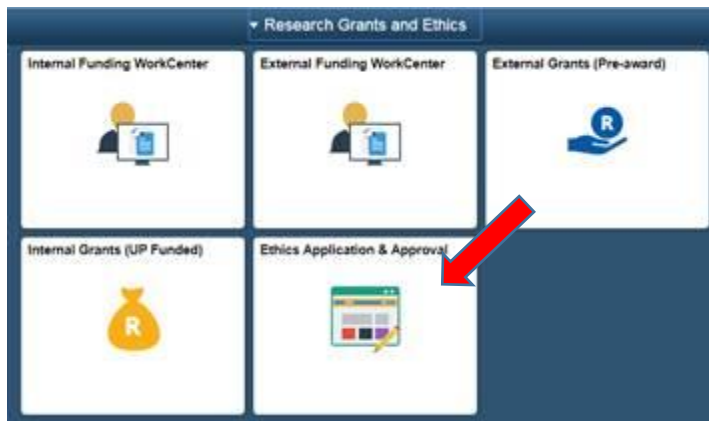 Research Grants and Ethics
Internal Funding WorkCenter
External Funding WorkCenter
External Grants (Pre-award)
R
Internal Grants (UP Funded)
Ethics Application & Approval
R